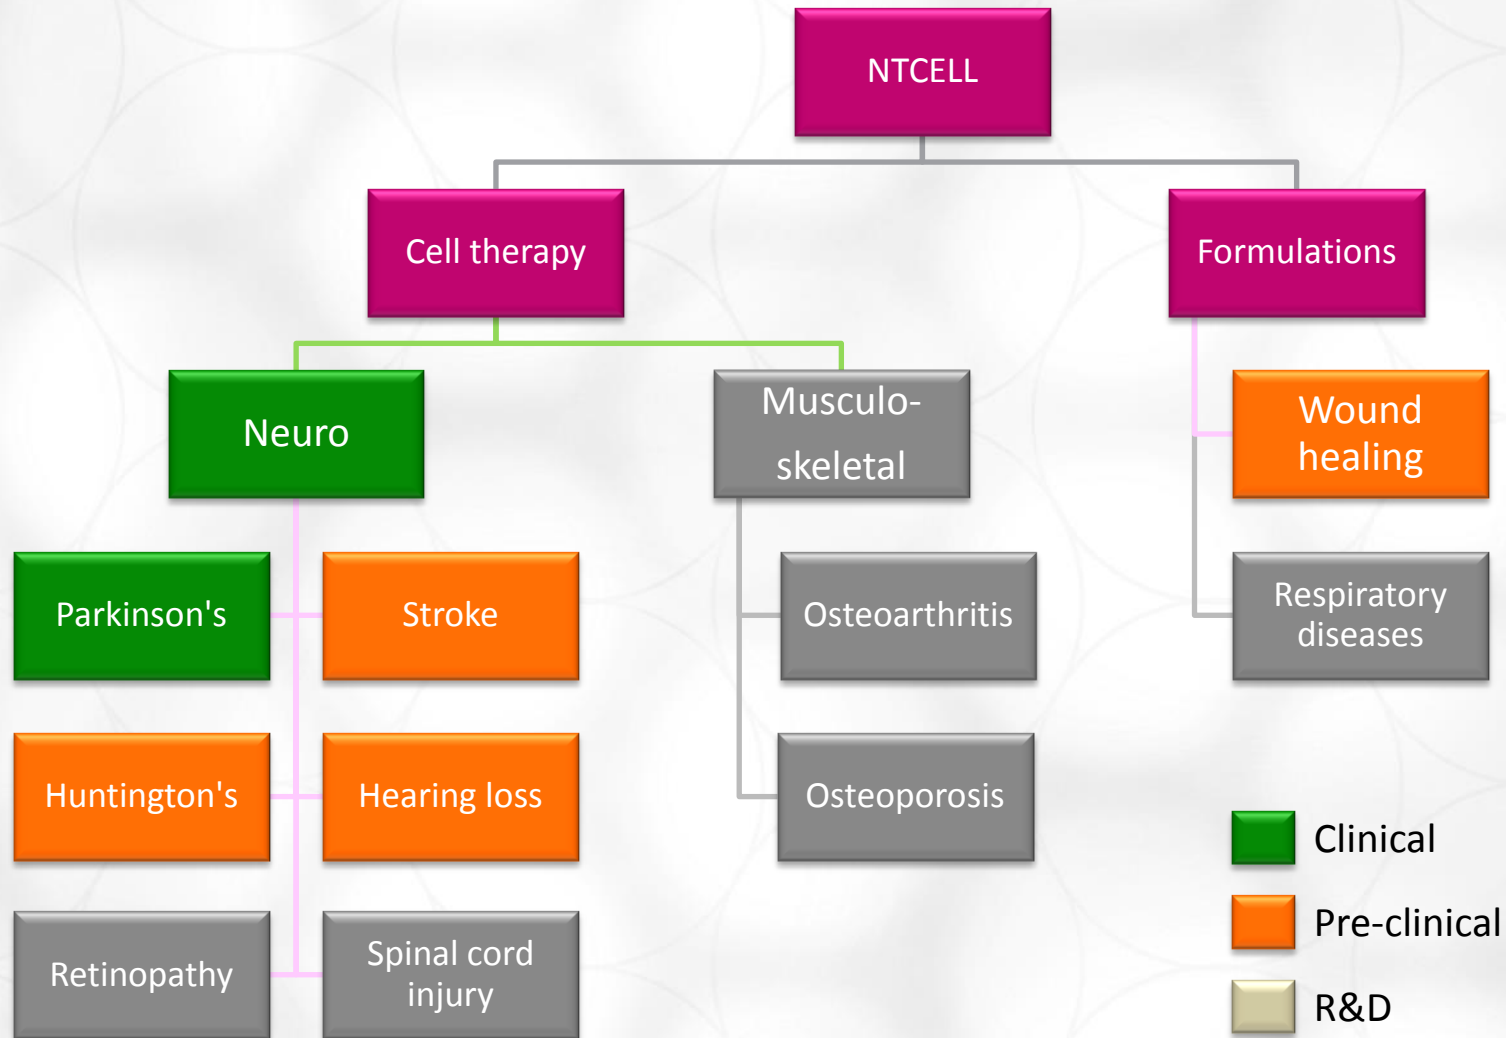 NTCELL
Cell therapy
Formulations
Neuro
Musculo-
skeletal
Wound
healing
Parkinson's
Stroke
Osteoarthritis
Respiratory
diseases
Huntington's
Hearing loss
Osteoporosis
Retinopathy
Spinal cord
injury
Clinical
Pre-clinical
R&D